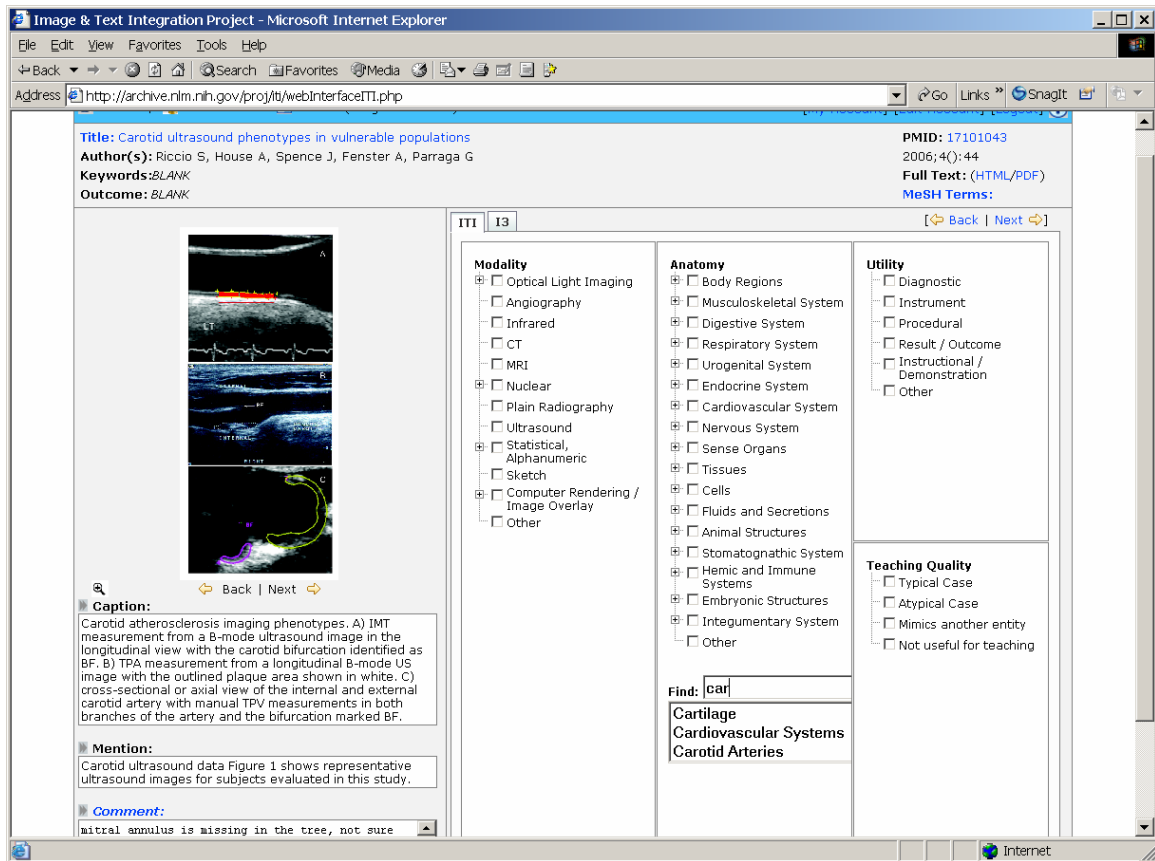 Image & Text Integration Project - Microsoft Internet Explorer
File Edit View Favorites Tools Help
Back Search Favorites Media
Address http://archive.nlm.nih.gov/proj/iti/webInterfaceITI.php Go Links » SnagIt
Title: Carotid ultrasound phenotypes in vulnerable populations
Author(s): Riccio S, House A, Spence J, Fenster A, Parraga G
Keywords:BLANK
Outcome: BLANK
PMID: 17101043
2006;4():44
Full Text: (HTML/PDF)
MeSH Terms:
A
LT
B
BF
EXTERNAL
RIGHT
C
BF
Back | Next
Caption:
Carotid atherosclerosis imaging phenotypes. A) IMT
measurement from a B-mode ultrasound image in the
longitudinal view with the carotid bifurcation identified as
BF. B) TPA measurement from a longitudinal B-mode US
image with the outlined plaque area shown in white. C)
cross-sectional or axial view of the internal and external
carotid artery with manual TPV measurements in both
branches of the artery and the bifurcation marked BF.
Mention:
Carotid ultrasound data Figure 1 shows representative
ultrasound images for subjects evaluated in this study.
Comment:
mitral annulus is missing in the tree, not sure
ITI I3
[ Back | Next ]
Modality
Optical Light Imaging
Angiography
Infrared
CT
MRI
Nuclear
Plain Radiography
Ultrasound
Statistical,
Alphanumeric
Sketch
Computer Rendering /
Image Overlay
Other
Anatomy
Body Regions
Musculoskeletal System
Digestive System
Respiratory System
Urogenital System
Endocrine System
Cardiovascular System
Nervous System
Sense Organs
Tissues
Cells
Fluids and Secretions
Animal Structures
Stomatognathic System
Hemic and Immune
Systems
Embryonic Structures
Integumentary System
Other
Find: car
Cartilage
Cardiovascular Systems
Carotid Arteries
Utility
Diagnostic
Instrument
Procedural
Result / Outcome
Instructional /
Demonstration
Other
Teaching Quality
Typical Case
Atypical Case
Mimics another entity
Not useful for teaching
Internet